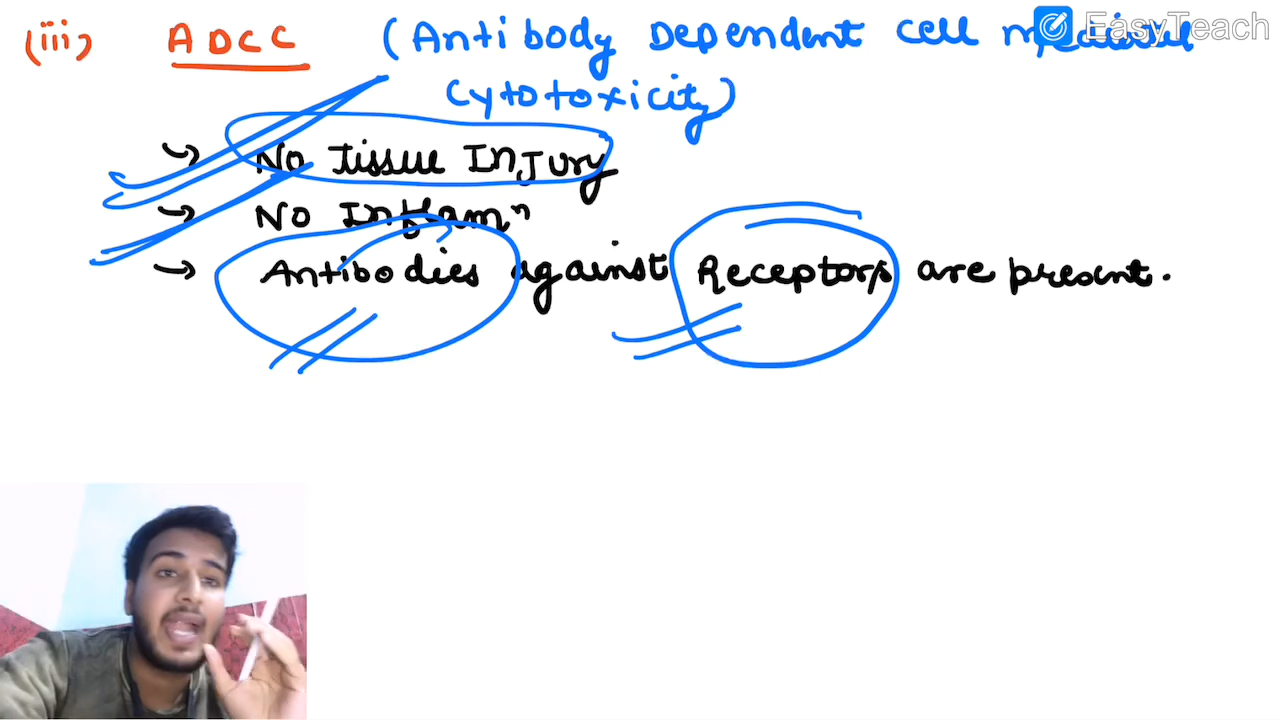 (iii) ADCC (Antibody Dependent cell mediated
EasyTeach
Cytotoxicity)
→ No Tissue Injury
→ No Inflamⁿ
→ Antibodies against Receptors are present.